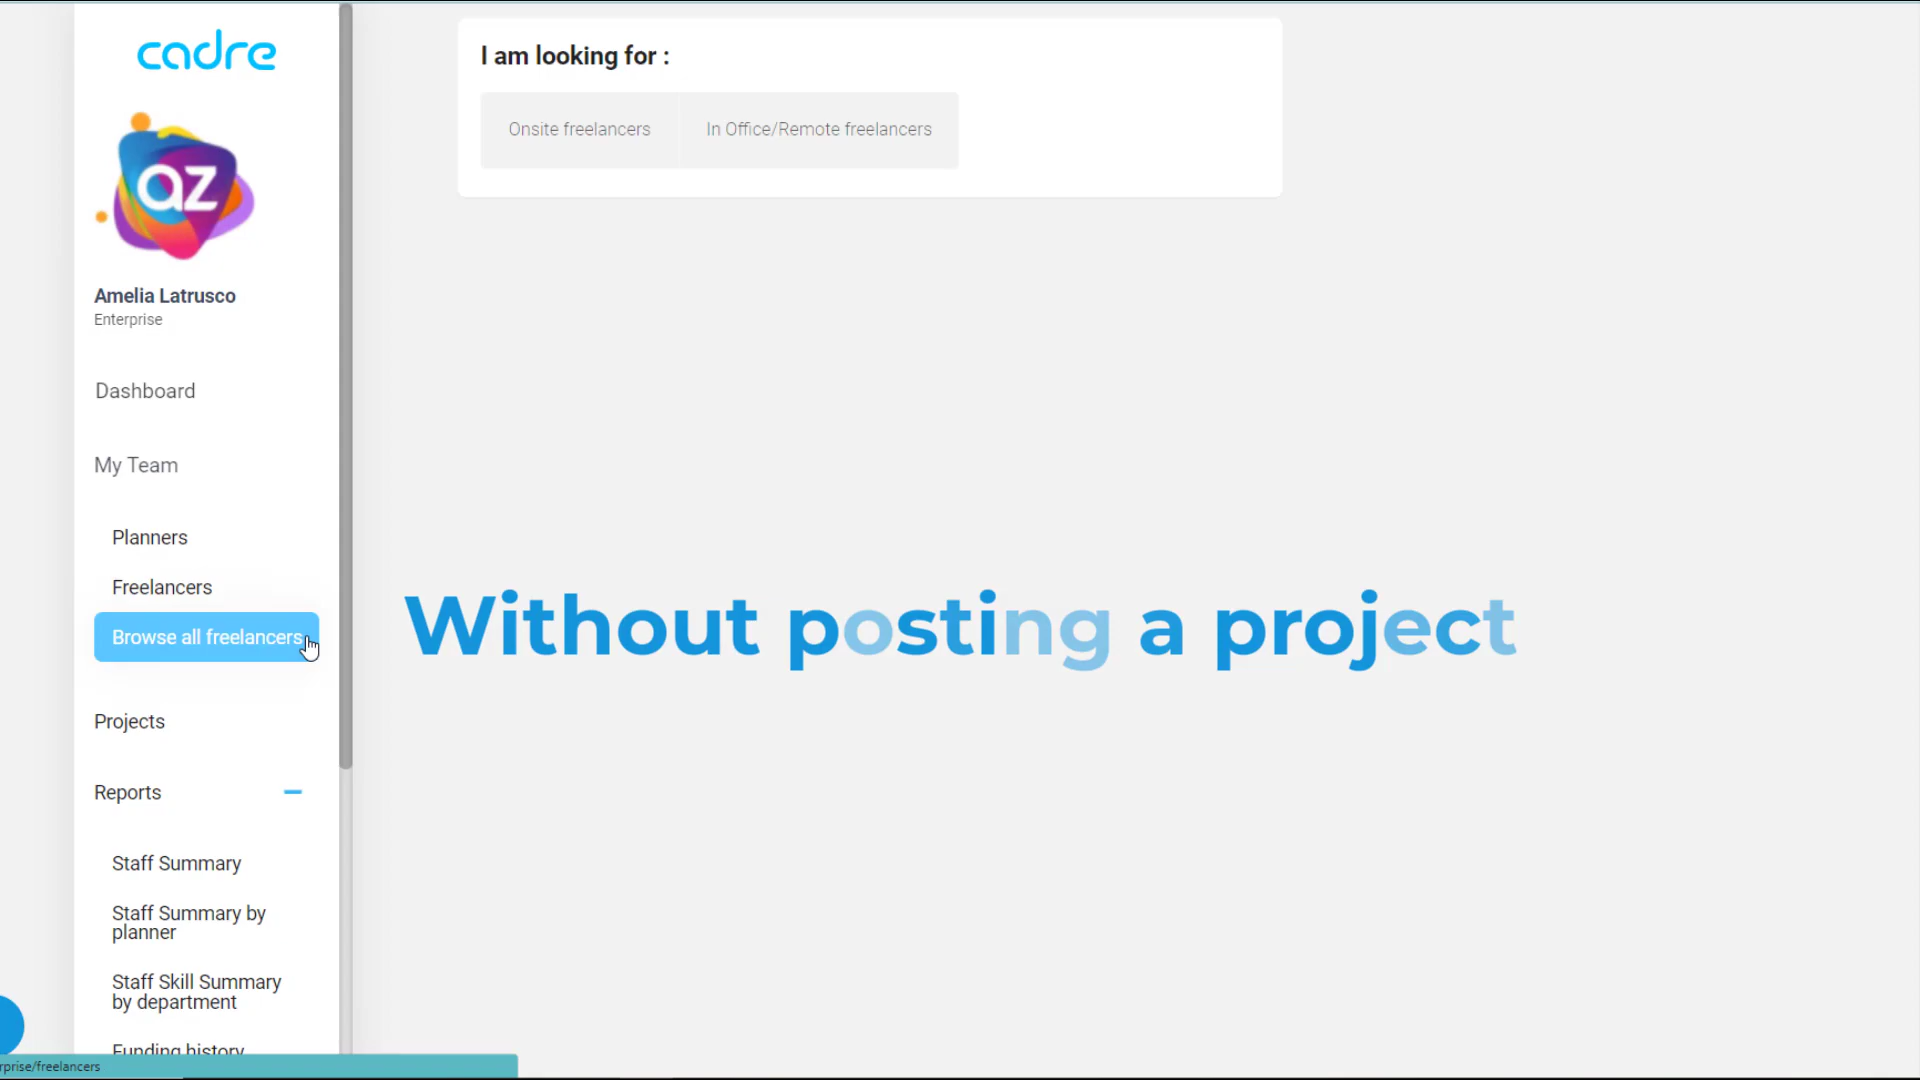 cadre
az
Amelia Latrusco
Enterprise
Dashboard
My Team
Planners
Freelancers
Browse all freelancers
Projects
Reports
Staff Summary
Staff Summary by
planner
Staff Skill Summary
by department
Funding history
rprise/freelancers
I am looking for :
Onsite freelancers
In Office/Remote freelancers
Without posting a project